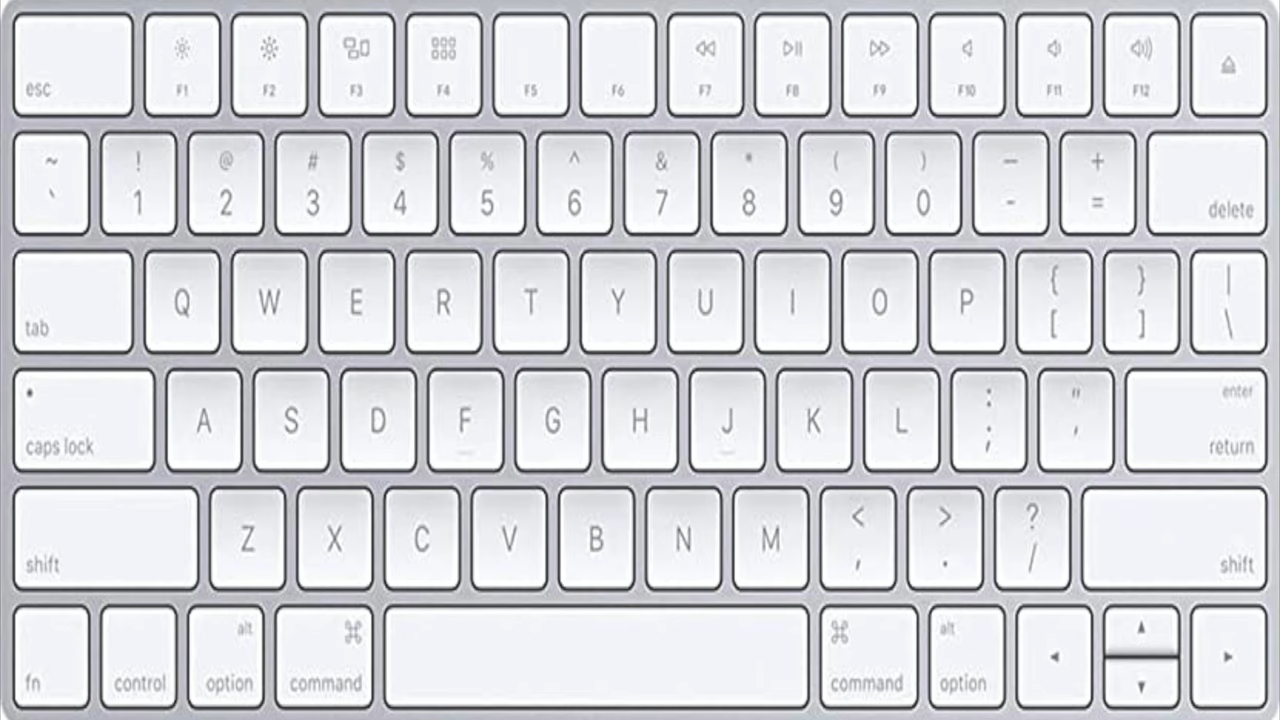 esc F1 F2 F3 F4 F5 F6 F7 F8 F9 F10 F11 F12
~ ! @ # $ % ^ & * ( ) — +
` 1 2 3 4 5 6 7 8 9 0 - = delete
tab Q W E R T Y U I O P { [ } ] | \
caps lock A S D F G H J K L : ; " ' enter return
shift Z X C V B N M < , > . ? / shift
fn control alt option ⌘ command ⌘ command alt option ◀ ▲ ▼ ▶